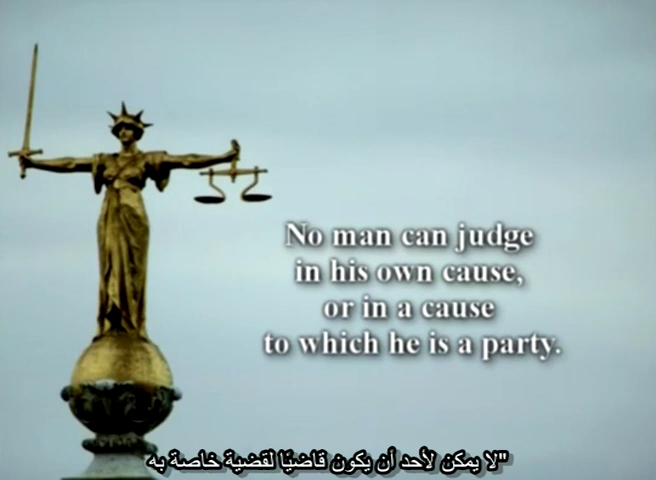 No man can judge
in his own cause,
or in a cause
to which he is a party.
"لا يمكن لأحد أن يكون قاضيًا لقضية خاصة به